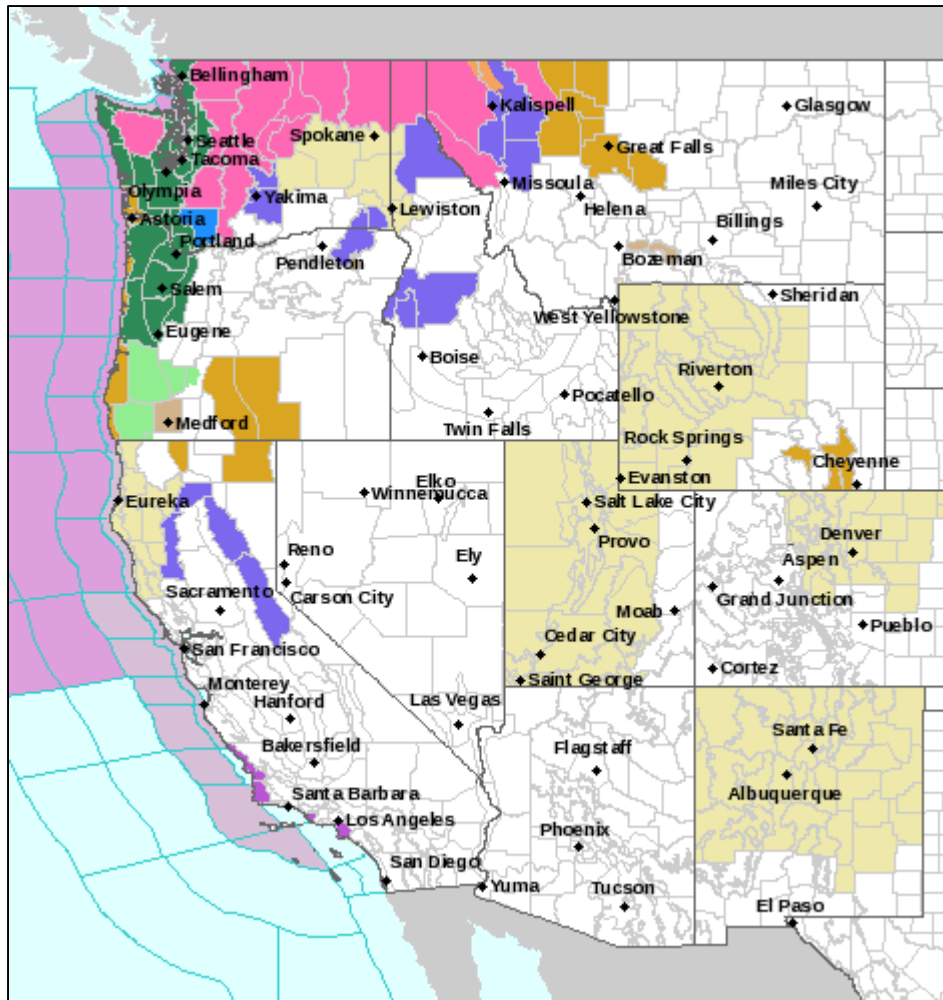 Bellingham
Kalispell
Glasgow
Spokane
Seattle
Great Falls
Tacoma
Olympia
Missoula
Miles City
Yakima
Helena
Lewiston
Astoria
Billings
Portland
Pendleton
Bozeman
Salem
Sheridan
West Yellowstone
Eugene
Boise
Riverton
Pocatello
Medford
Twin Falls
Rock Springs
Cheyenne
Elko
Evanston
Winnemucca
Eureka
Salt Lake City
Provo
Denver
Reno
Ely
Aspen
Sacramento
Carson City
Grand Junction
Moab
Pueblo
San Francisco
Cedar City
Cortez
Saint George
Monterey
Hanford
Las Vegas
Bakersfield
Flagstaff
Santa Fe
Albuquerque
Santa Barbara
Los Angeles
Phoenix
San Diego
Yuma
Tucson
El Paso